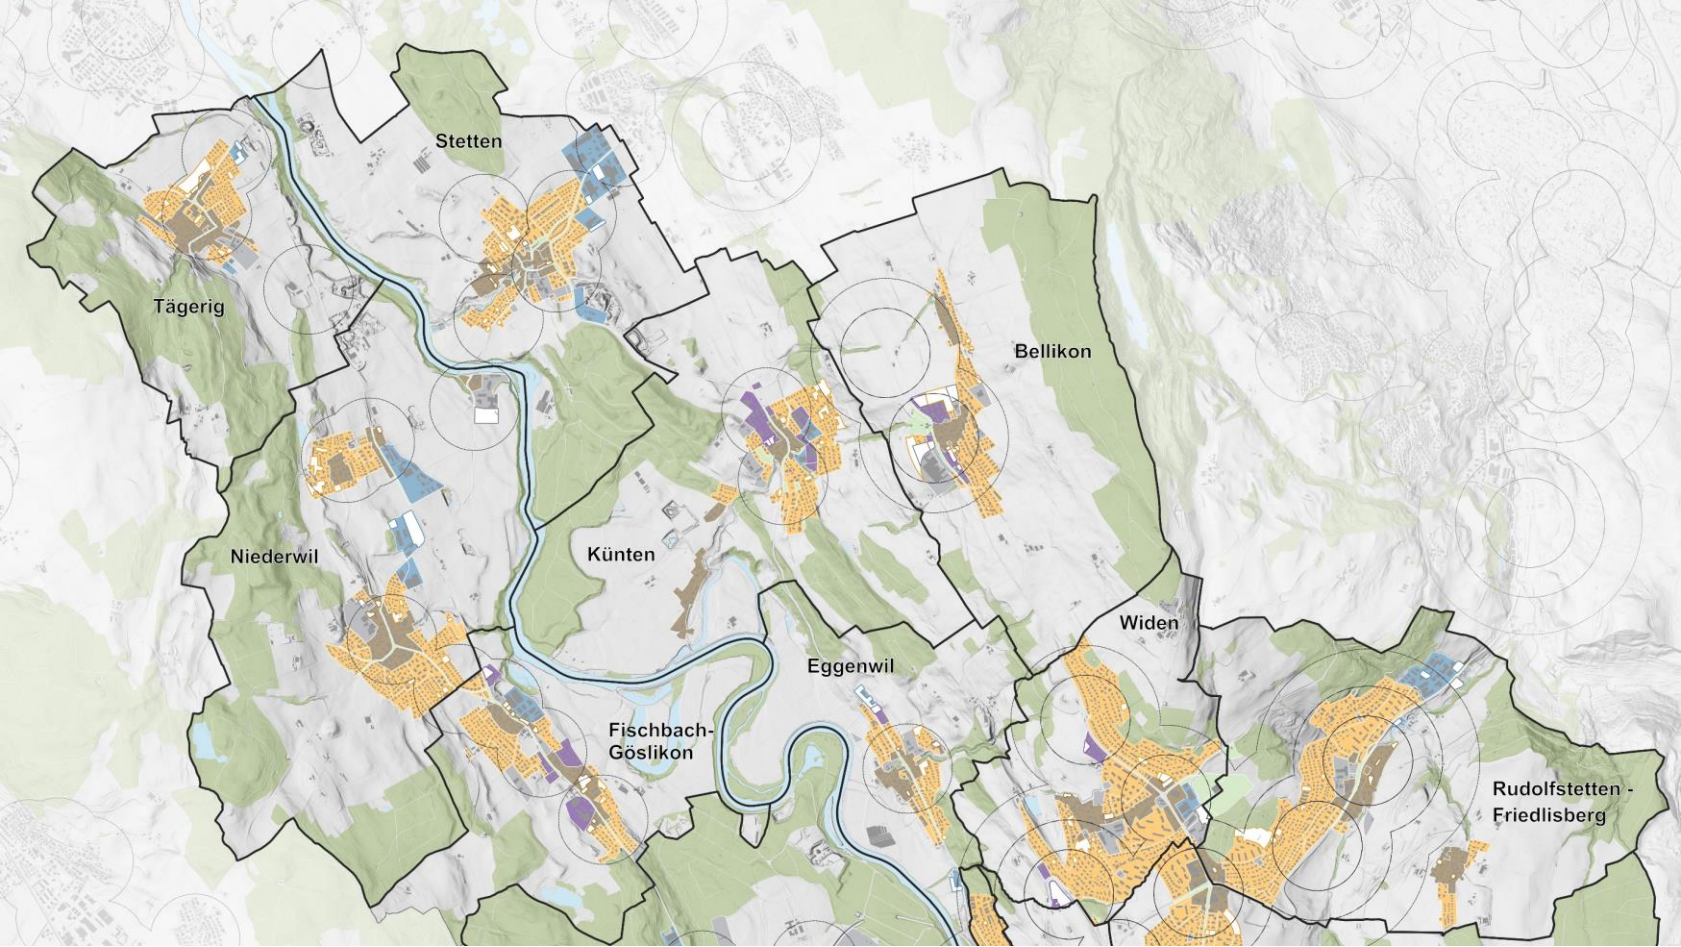 Stetten
Tägerig
Bellikon
Niederwil
Künten
Widen
Eggenwil
Fischbach-
Göslikon
Rudolfstetten -
Friedlisberg